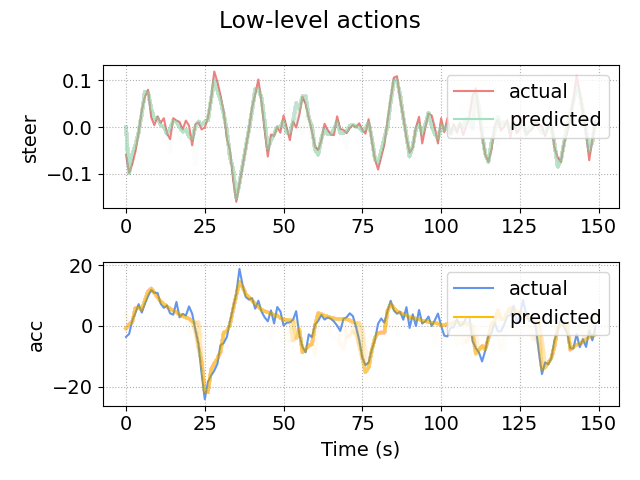 Low-level actions
steer
0.1
0.0
−0.1
actual
predicted
0 25 50 75 100 125 150
acc
20
0
−20
actual
predicted
0 25 50 75 100 125 150
Time (s)